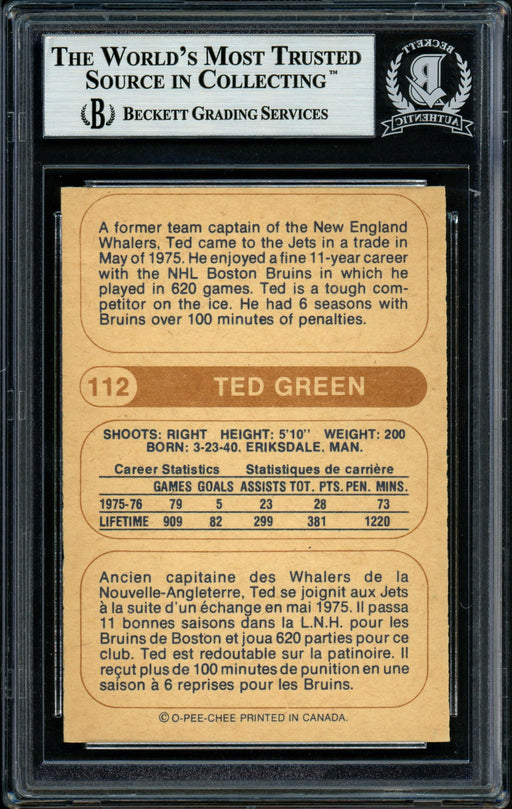 THE WORLD'S MOST TRUSTED
SOURCE IN COLLECTING™
B BECKETT GRADING SERVICES
BECKETT
B
AUTHENTIC
A former team captain of the New England
Whalers, Ted came to the Jets in a trade in
May of 1975. He enjoyed a fine 11-year career
with the NHL Boston Bruins in which he
played in 620 games. Ted is a tough com-
petitor on the ice. He had 6 seasons with
Bruins over 100 minutes of penalties.
112 TED GREEN
SHOOTS: RIGHT HEIGHT: 5'10" WEIGHT: 200
BORN: 3-23-40, ERIKSDALE, MAN.
Career Statistics Statistiques de carrière
GAMES GOALS ASSISTS TOT. PTS. PEN. MINS.
1975-76 79 5 23 28 73
LIFETIME 909 82 299 381 1220
Ancien capitaine des Whalers de la
Nouvelle-Angleterre, Ted se joignit aux Jets
à la suite d'un échange en mai 1975. Il passa
11 bonnes saisons dans la L.N.H. pour les
Bruins de Boston et joua 620 parties pour ce
club. Ted est redoutable sur la patinoire. Il
reçut plus de 100 minutes de punition en une
saison à 6 reprises pour les Bruins.
© O-PEE-CHEE PRINTED IN CANADA.